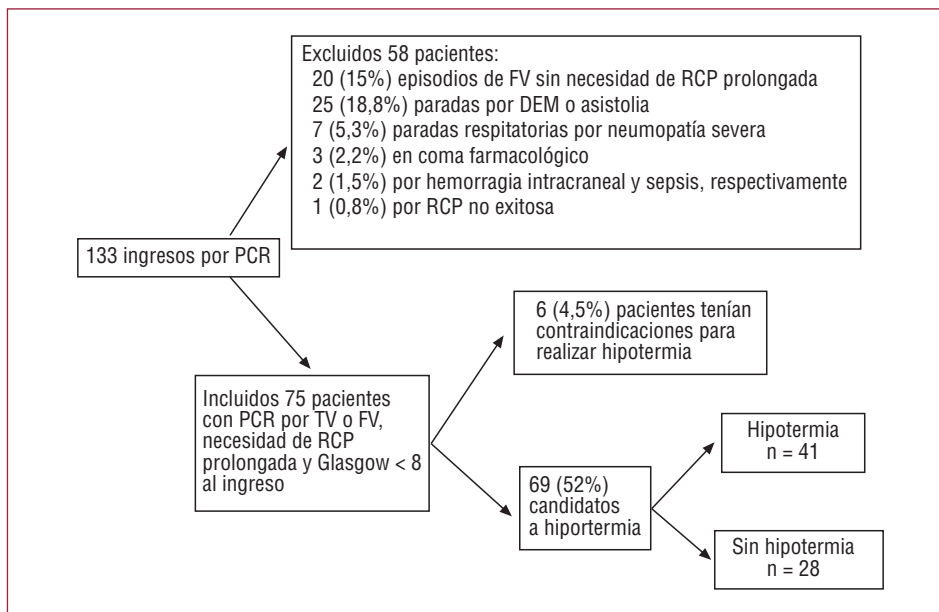 Excluidos 58 pacientes:
20 (15%) episodios de FV sin necesidad de RCP prolongada
25 (18,8%) paradas por DEM o asistolia
7 (5,3%) paradas respitatorias por neumopatía severa
3 (2,2%) en coma farmacológico
2 (1,5%) por hemorragia intracraneal y sepsis, respectivamente
1 (0,8%) por RCP no exitosa
133 ingresos por PCR
6 (4,5%) pacientes tenían
contraindicaciones para
realizar hipotermia
Incluidos 75 pacientes
con PCR por TV o FV,
necesidad de RCP
prolongada y Glasgow < 8
al ingreso
69 (52%)
candidatos
a hiportermia
Hipotermia
n = 41
Sin hipotermia
n = 28